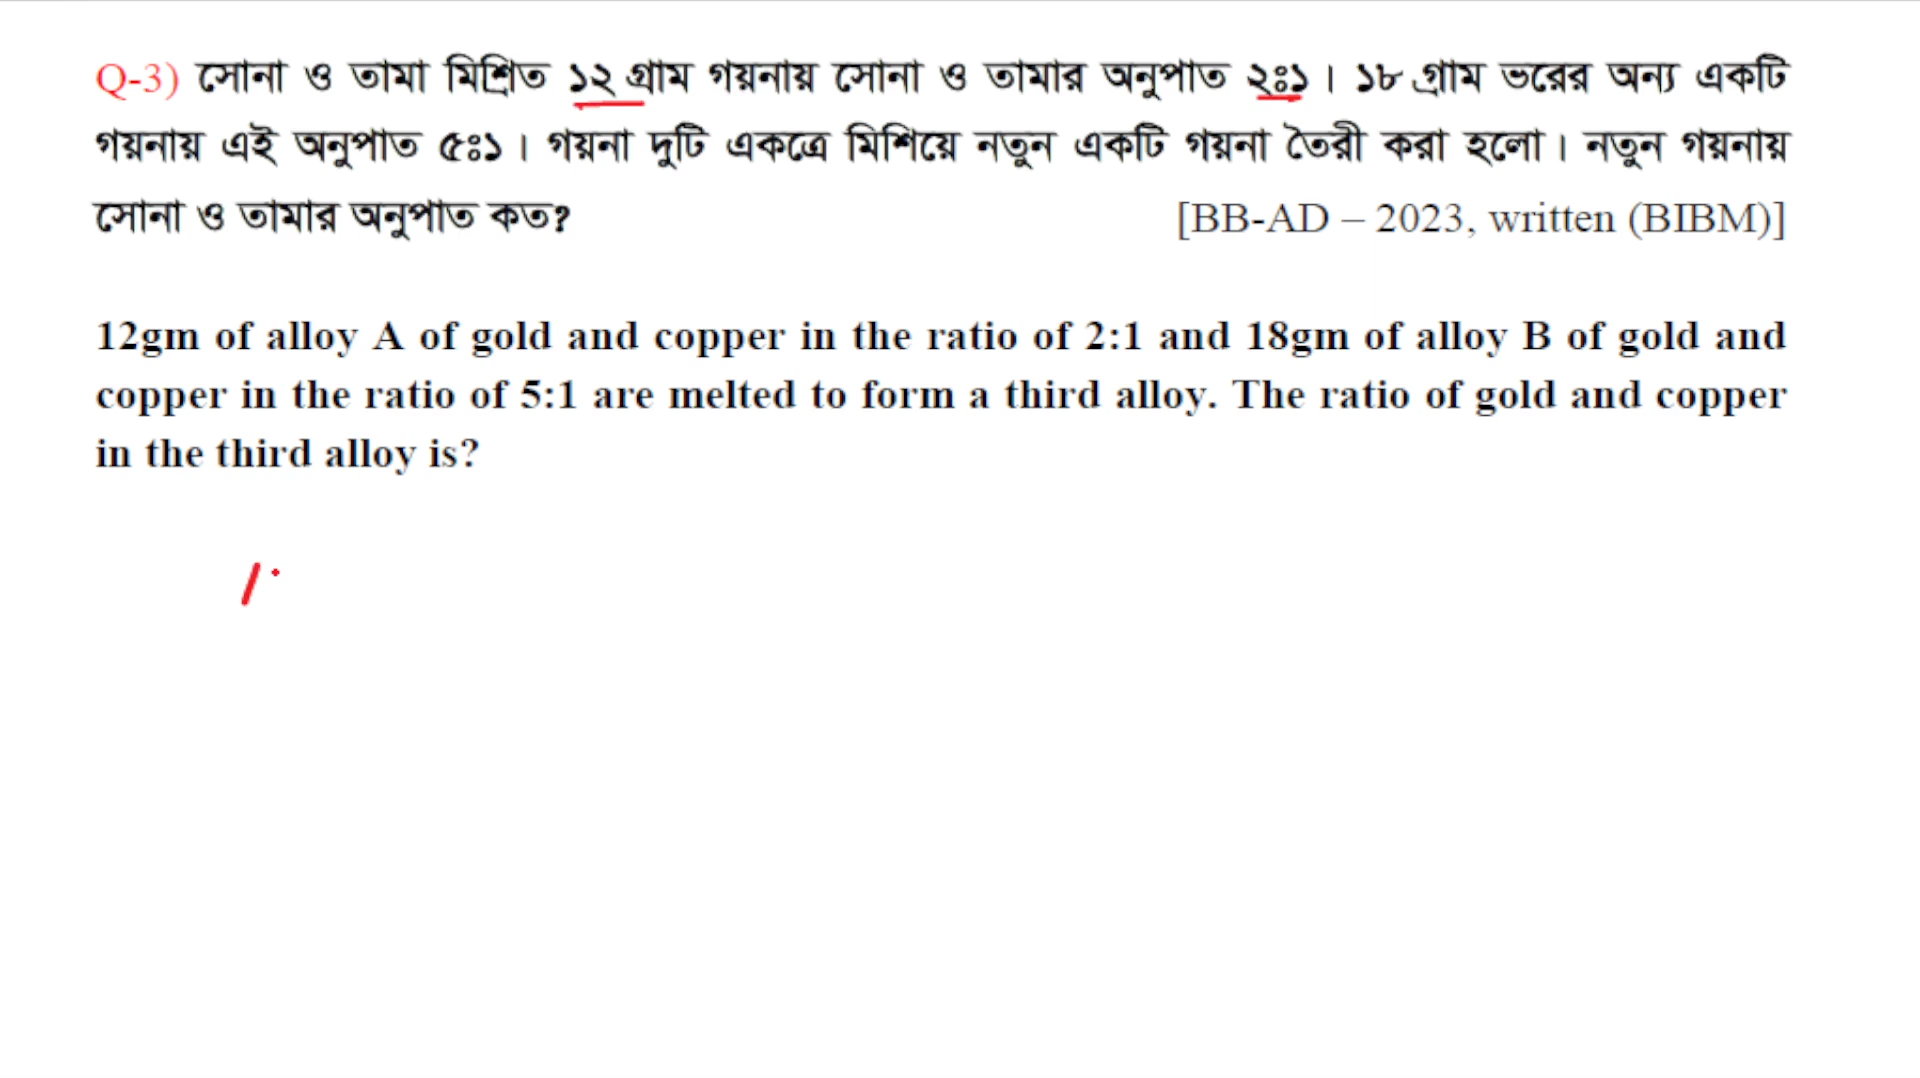 Q-3) সোনা ও তামা মিশ্রিত ১২ গ্রাম গয়নায় সোনা ও তামার অনুপাত ২ঃ১। ১৮ গ্রাম ভরের অন্য একটি
গয়নায় এই অনুপাত ৫ঃ১। গয়না দুটি একত্রে মিশিয়ে নতুন একটি গয়না তৈরী করা হলো। নতুন গয়নায়
সোনা ও তামার অনুপাত কত? [BB-AD – 2023, written (BIBM)]
12gm of alloy A of gold and copper in the ratio of 2:1 and 18gm of alloy B of gold and
copper in the ratio of 5:1 are melted to form a third alloy. The ratio of gold and copper
in the third alloy is?